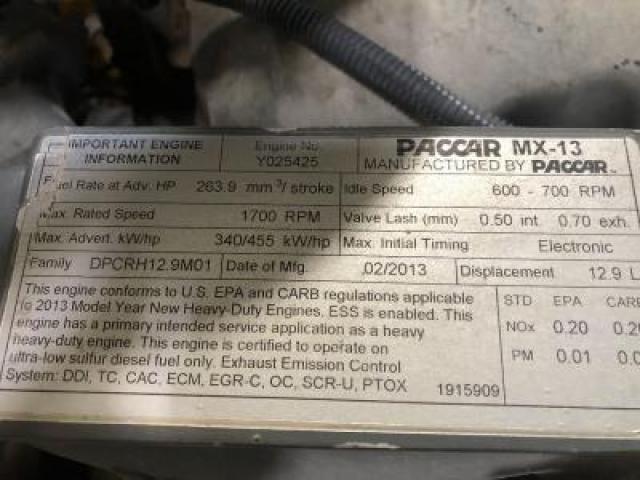 IMPORTANT ENGINE INFORMATION
Engine No. Y025425
PACCAR MX-13
MANUFACTURED BY PACCAR
Fuel Rate at Adv. HP 263.9 mm³/ stroke
Idle Speed 600 - 700 RPM
Max. Rated Speed 1700 RPM
Valve Lash (mm) 0.50 int 0.70 exh.
Max. Advert. kW/hp 340/455 kW/hp
Max. Initial Timing Electronic
Family DPCRH12.9M01
Date of Mfg. 02/2013
Displacement 12.9 L
This engine conforms to U.S. EPA and CARB regulations applicable
to 2013 Model Year New Heavy-Duty Engines. ESS is enabled. This
engine has a primary intended service application as a heavy
heavy-duty engine. This engine is certified to operate on
ultra-low sulfur diesel fuel only. Exhaust Emission Control
System: DDI, TC, CAC, ECM, EGR-C, OC, SCR-U, PTOX
1915909
STD EPA CARB
NOx 0.20
PM 0.01